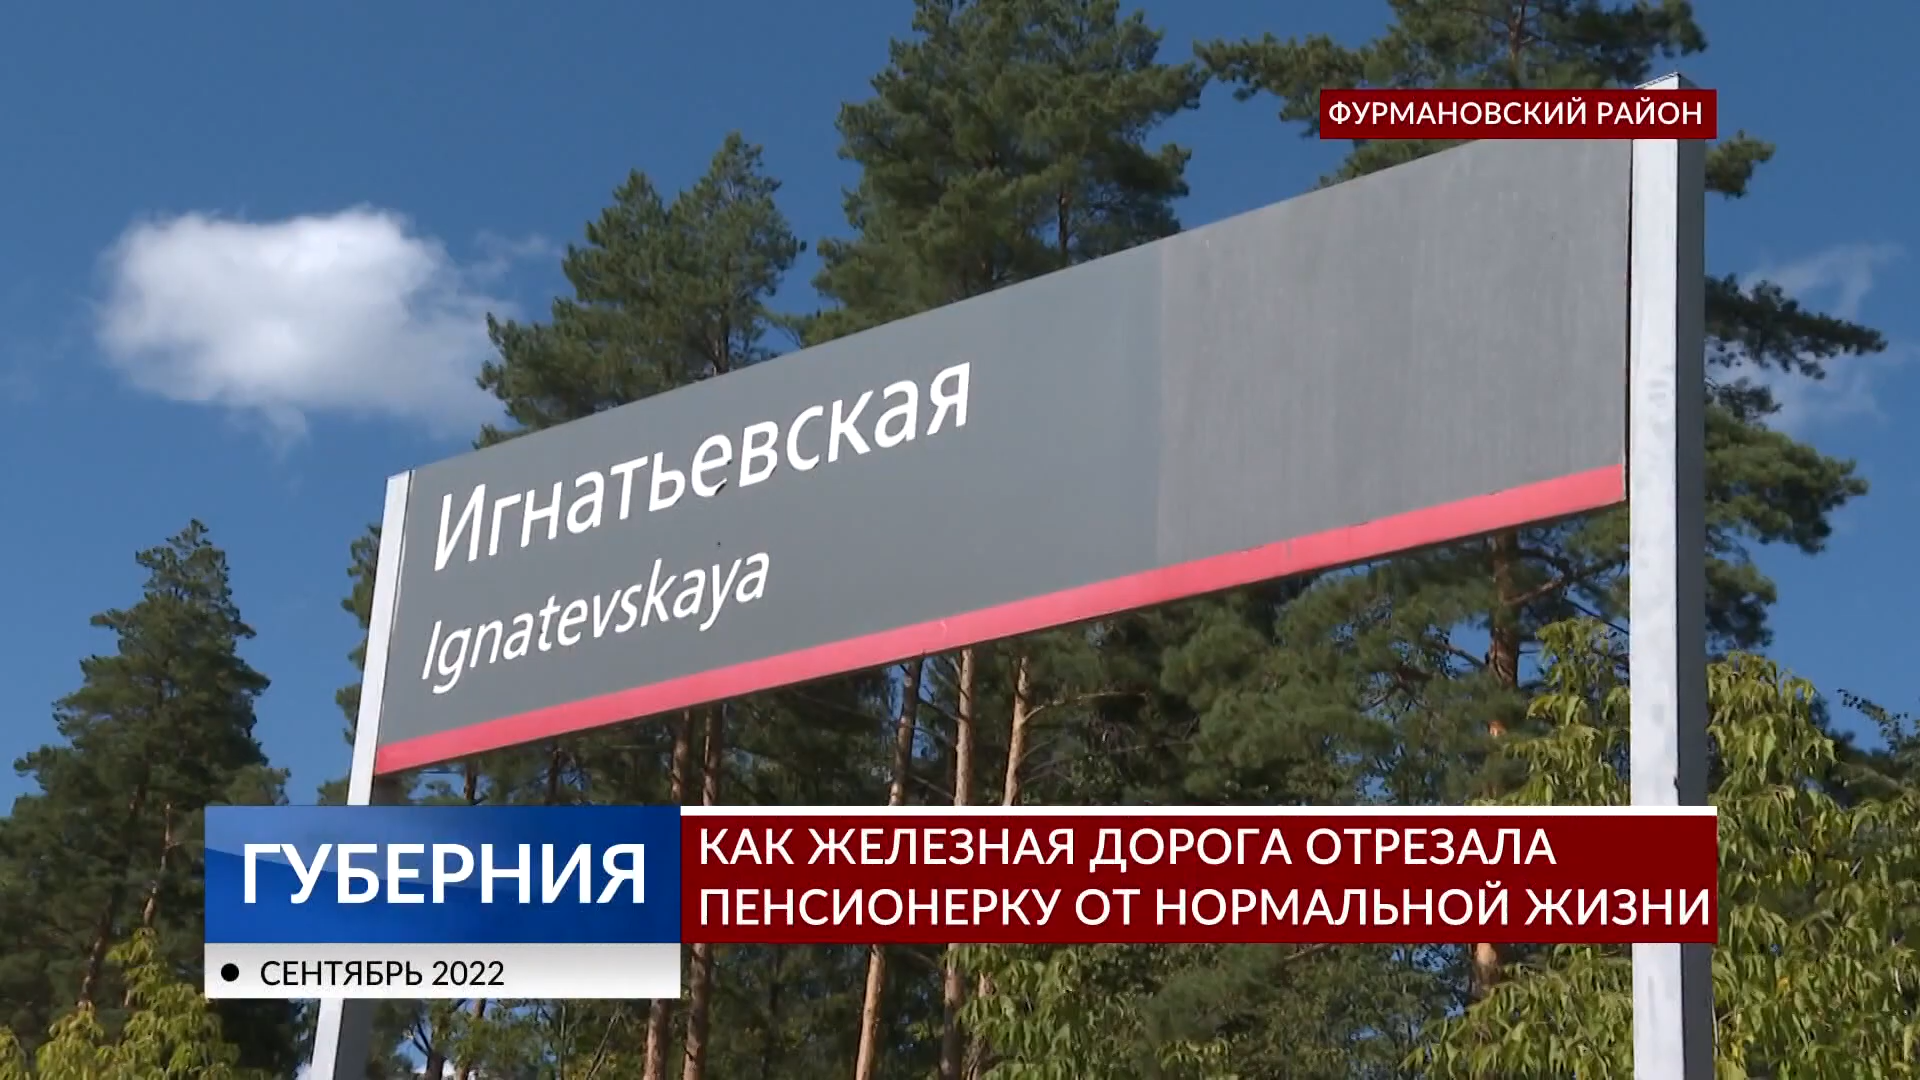 ФУРМАНОВСКИЙ РАЙОН
Игнатьевская
Ignatevskaya
ГУБЕРНИЯ
КАК ЖЕЛЕЗНАЯ ДОРОГА ОТРЕЗАЛА
ПЕНСИОНЕРКУ ОТ НОРМАЛЬНОЙ ЖИЗНИ
СЕНТЯБРЬ 2022